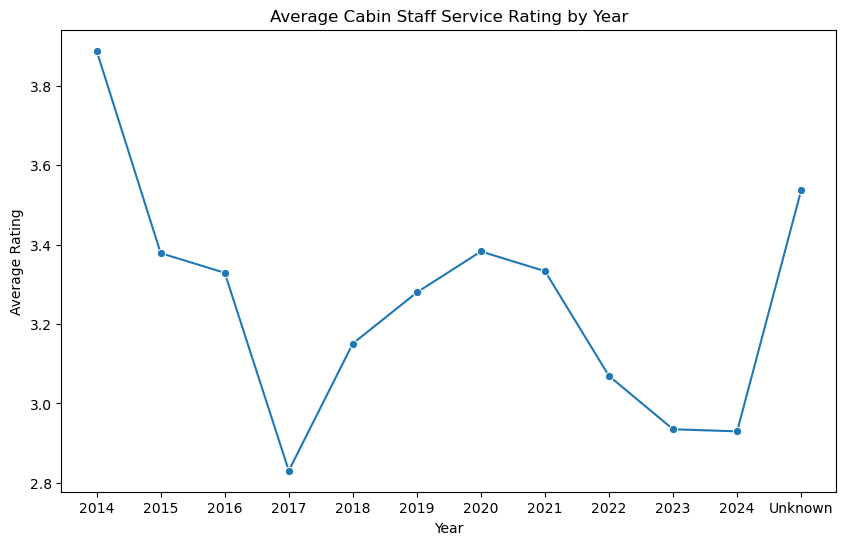 Average Cabin Staff Service Rating by Year
Average Rating
3.8
3.6
3.4
3.2
3.0
2.8
2014 2015 2016 2017 2018 2019 2020 2021 2022 2023 2024 Unknown
Year